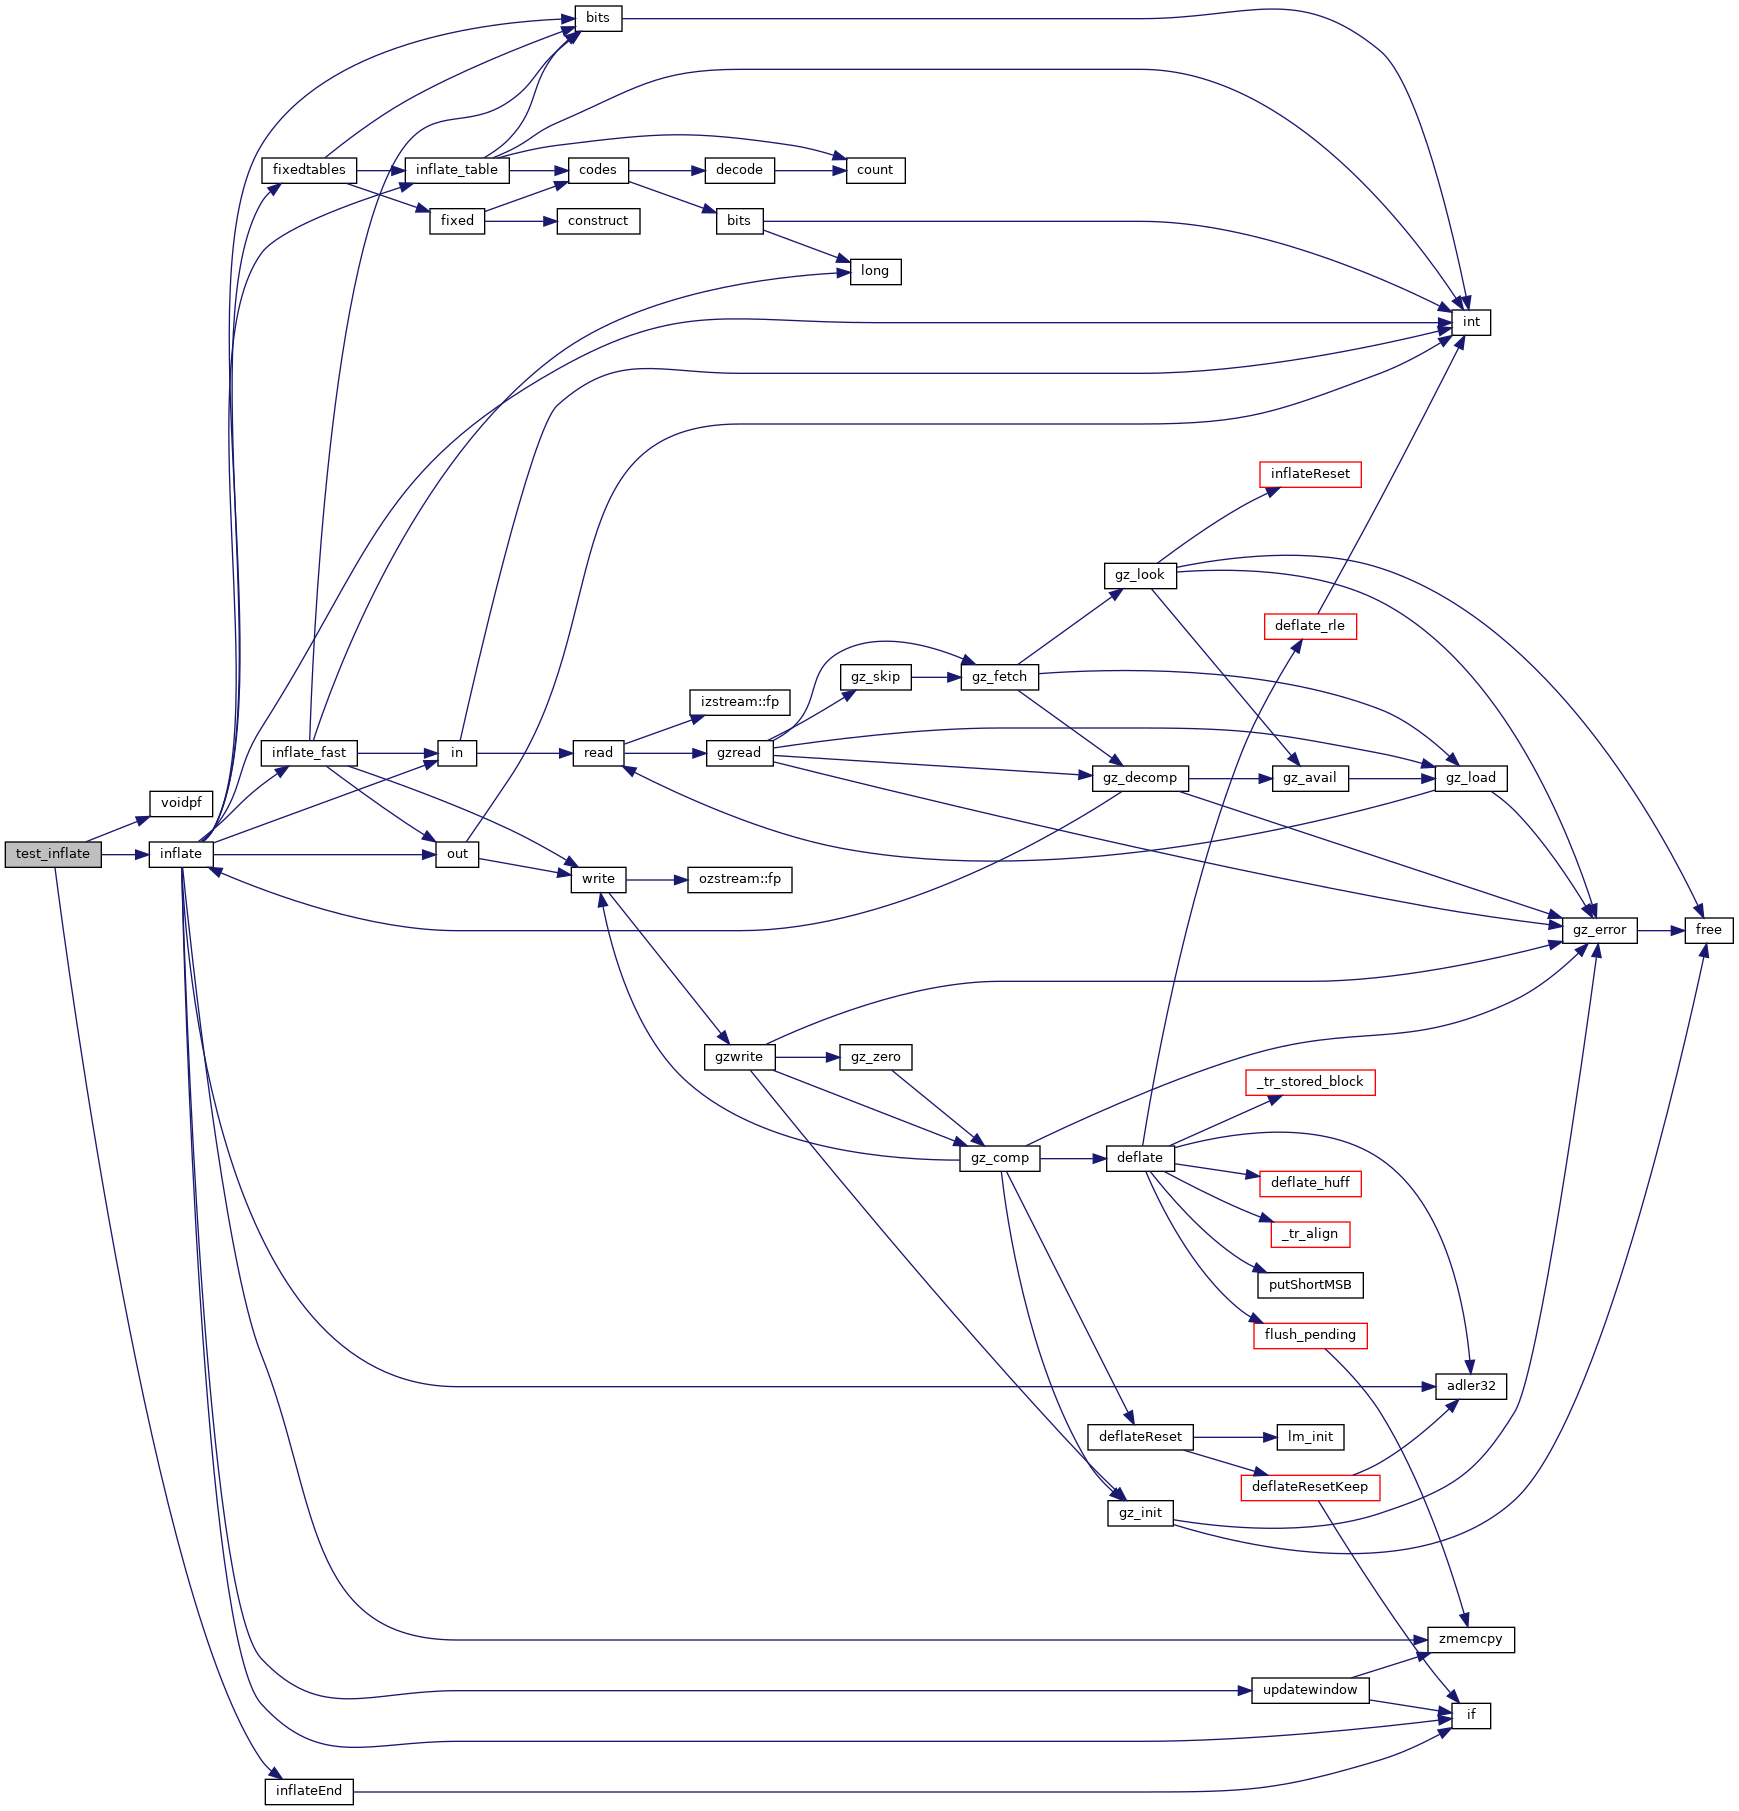 bits
fixedtables
inflate_table
codes
decode
count
fixed
construct
bits
long
int
inflateReset
gz_look
deflate_rle
gz_skip
gz_fetch
izstream::fp
inflate_fast
in
read
gzread
gz_decomp
gz_avail
gz_load
voidpf
test_inflate
inflate
out
write
ozstream::fp
gz_error
free
gzwrite
gz_zero
_tr_stored_block
gz_comp
deflate
deflate_huff
_tr_align
putShortMSB
flush_pending
adler32
deflateReset
lm_init
deflateResetKeep
gz_init
zmemcpy
updatewindow
if
inflateEnd